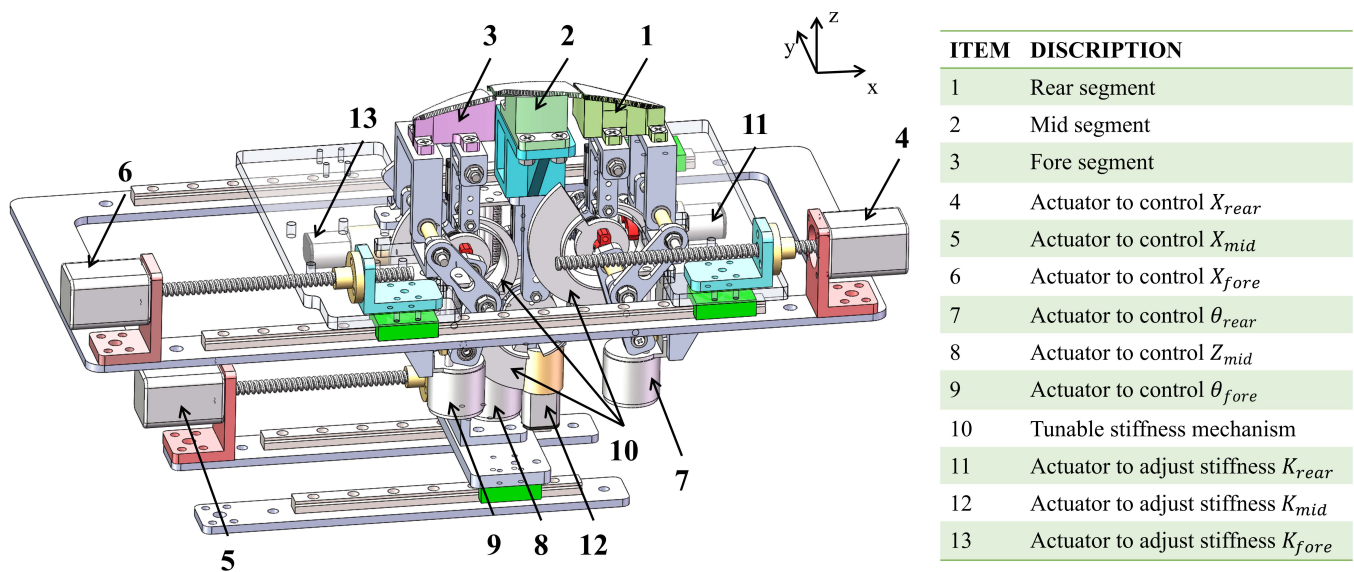 3
2
1
z
y
x
13
11
4
6
10
7
5
9
8
12
ITEM DISCRIPTION
1 Rear segment
2 Mid segment
3 Fore segment
4 Actuator to control X_rear
5 Actuator to control X_mid
6 Actuator to control X_fore
7 Actuator to control θ_rear
8 Actuator to control Z_mid
9 Actuator to control θ_fore
10 Tunable stiffness mechanism
11 Actuator to adjust stiffness K_rear
12 Actuator to adjust stiffness K_mid
13 Actuator to adjust stiffness K_fore